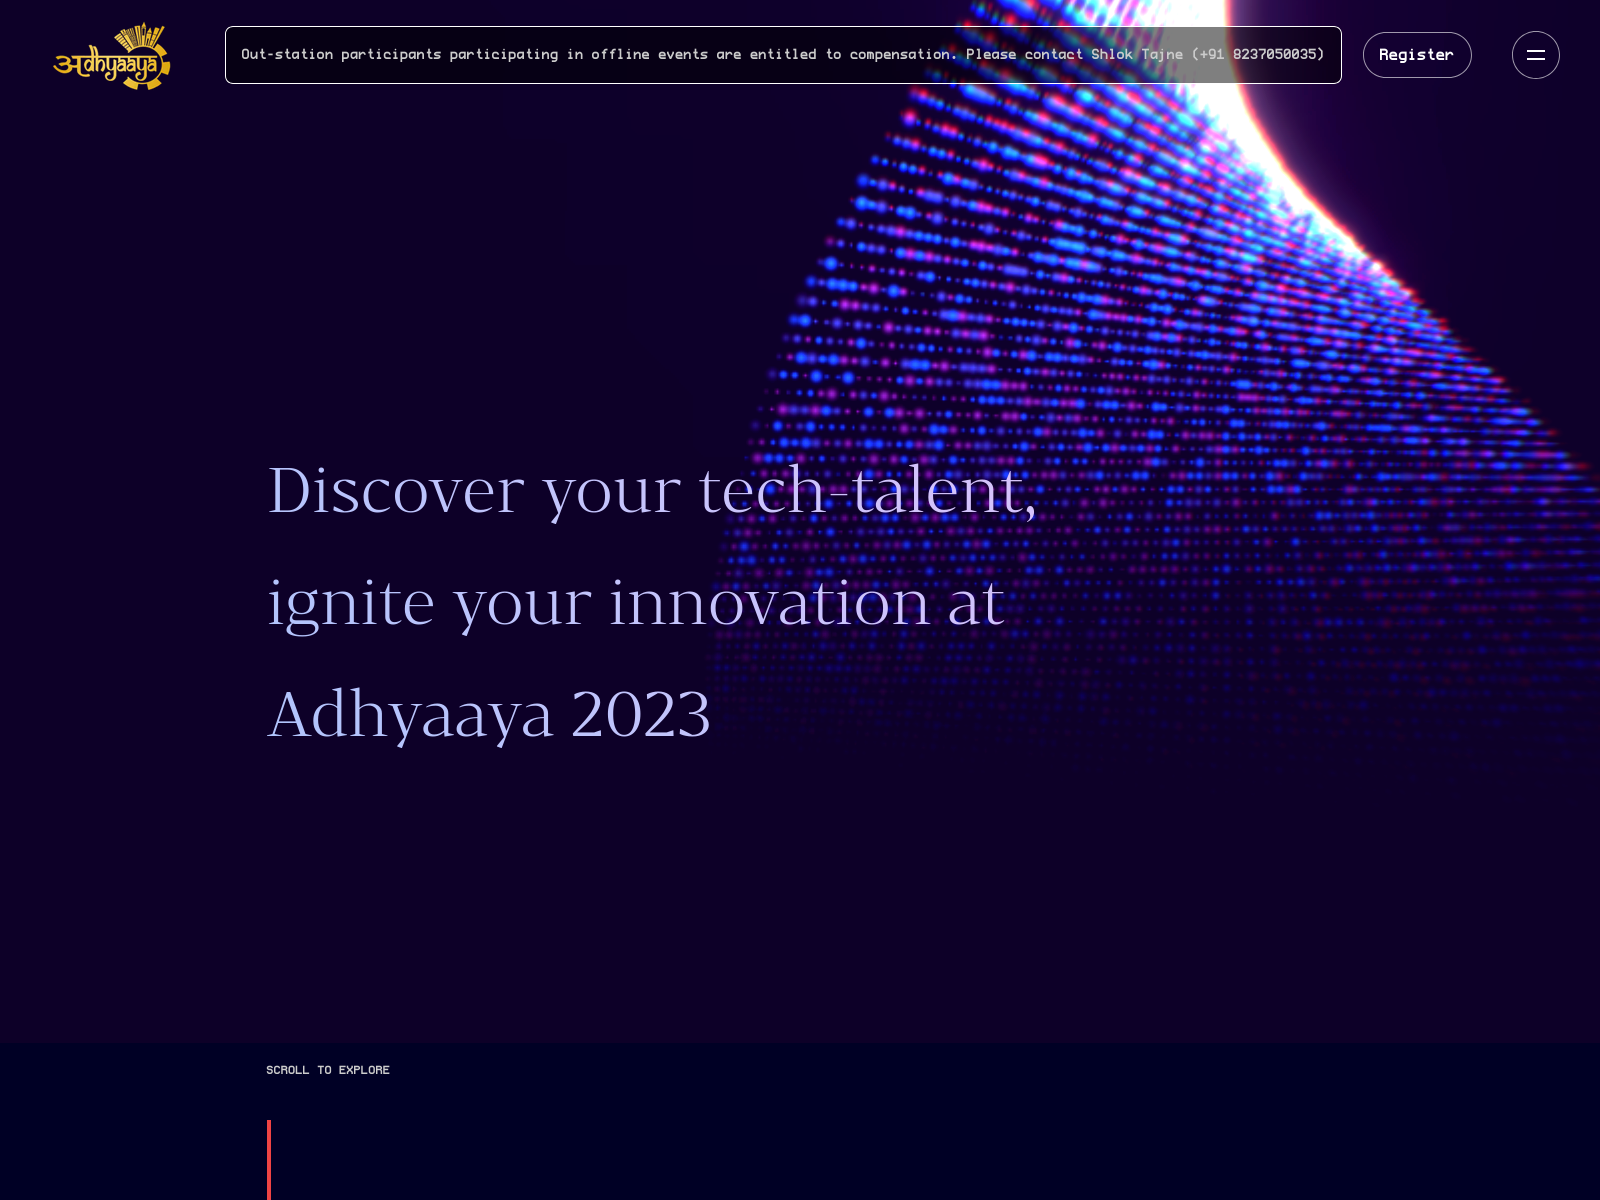 अdhyaaya
Out-station participants participating in offline events are entitled to compensation. Please contact Shlok Tajne (+91 8237050035)
Register
Discover your tech-talent,
ignite your innovation at
Adhyaaya 2023
SCROLL TO EXPLORE